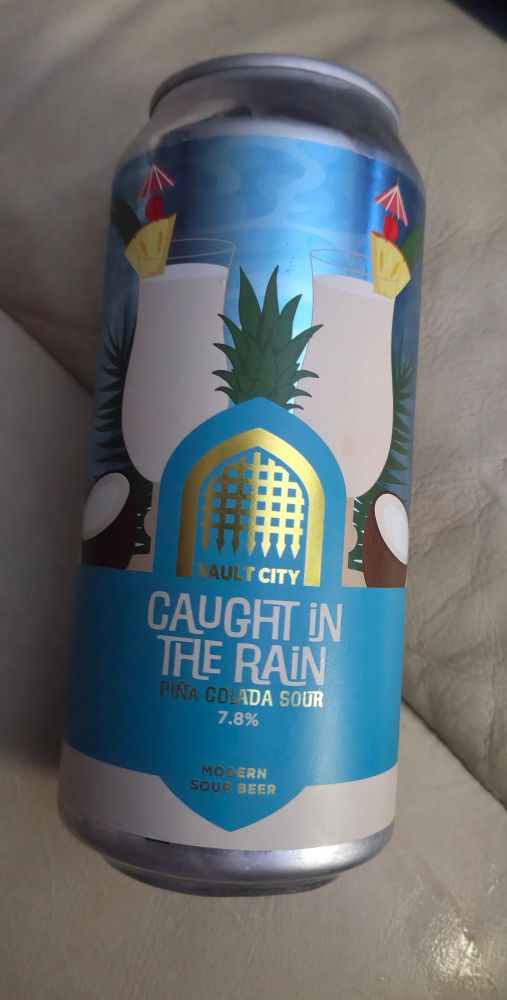 VAULT CITY
CAUGHT iN
THE RAiN
PIÑA COLADA SOUR
7.8%
MODERN
SOUR BEER